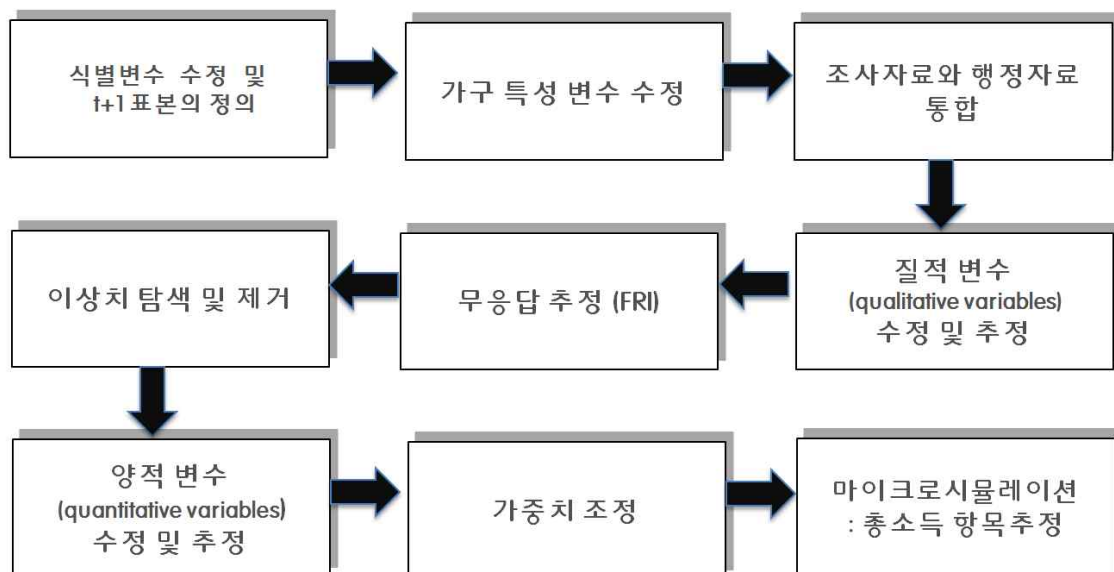 식별변수 수정 및
t+1 표본의 정의
가구 특성 변수 수정
조사자료와 행정자료
통합
질적 변수
(qualitative variables)
수정 및 추정
무응답 추정 (FRI)
이상치 탐색 및 제거
양적 변수
(quantitative variables)
수정 및 추정
가중치 조정
마이크로시뮬레이션
: 총소득 항목추정